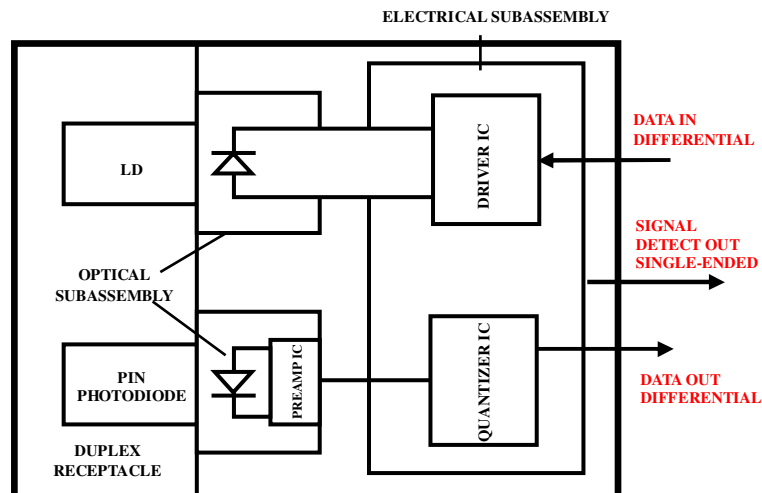 ELECTRICAL SUBASSEMBLY
DATA IN
DIFFERENTIAL
LD
DRIVER IC
SIGNAL
DETECT OUT
SINGLE-ENDED
OPTICAL
SUBASSEMBLY
PIN
PHOTODIODE
PREAMP IC
QUANTIZER IC
DATA OUT
DIFFERENTIAL
DUPLEX
RECEPTACLE